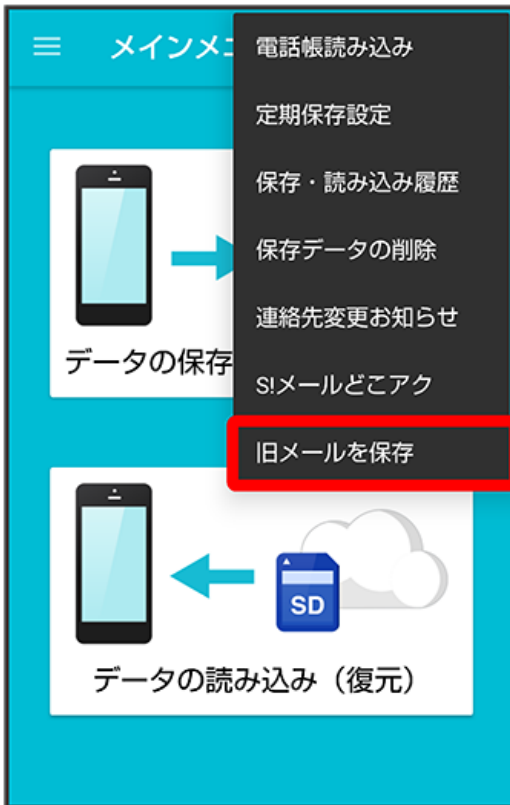 メインメニ
電話帳読み込み
定期保存設定
保存・読み込み履歴
保存データの削除
連絡先変更お知らせ
S!メールどこアク
旧メールを保存
データの保存
SD
データの読み込み（復元）